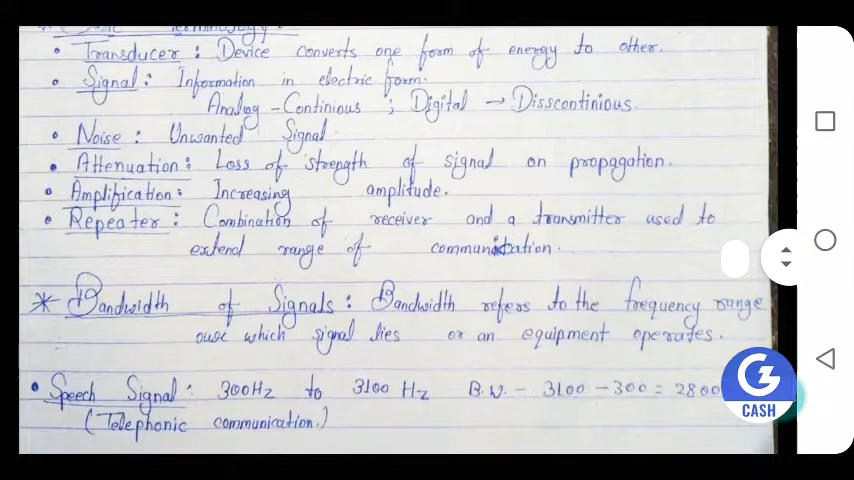 * Basic Terminology:
• Transducer: Device converts one form of energy to other.
• Signal: Information in electric form.
Analog - Continious ; Digital → Disscontinious.
• Noise: Unwanted Signal
• Attenuation: Loss of strength of signal on propagation.
• Amplification: Increasing amplitude.
• Repeater: Combination of receiver and a transmitter used to
extend range of communication.
* Bandwidth of Signals: Bandwidth refers to the frequency range
over which signal lies or an equipment operates.
• Speech Signal: 300Hz to 3100 Hz B.W. - 3100 - 300 = 2800
(Telephonic communication.)
CASH